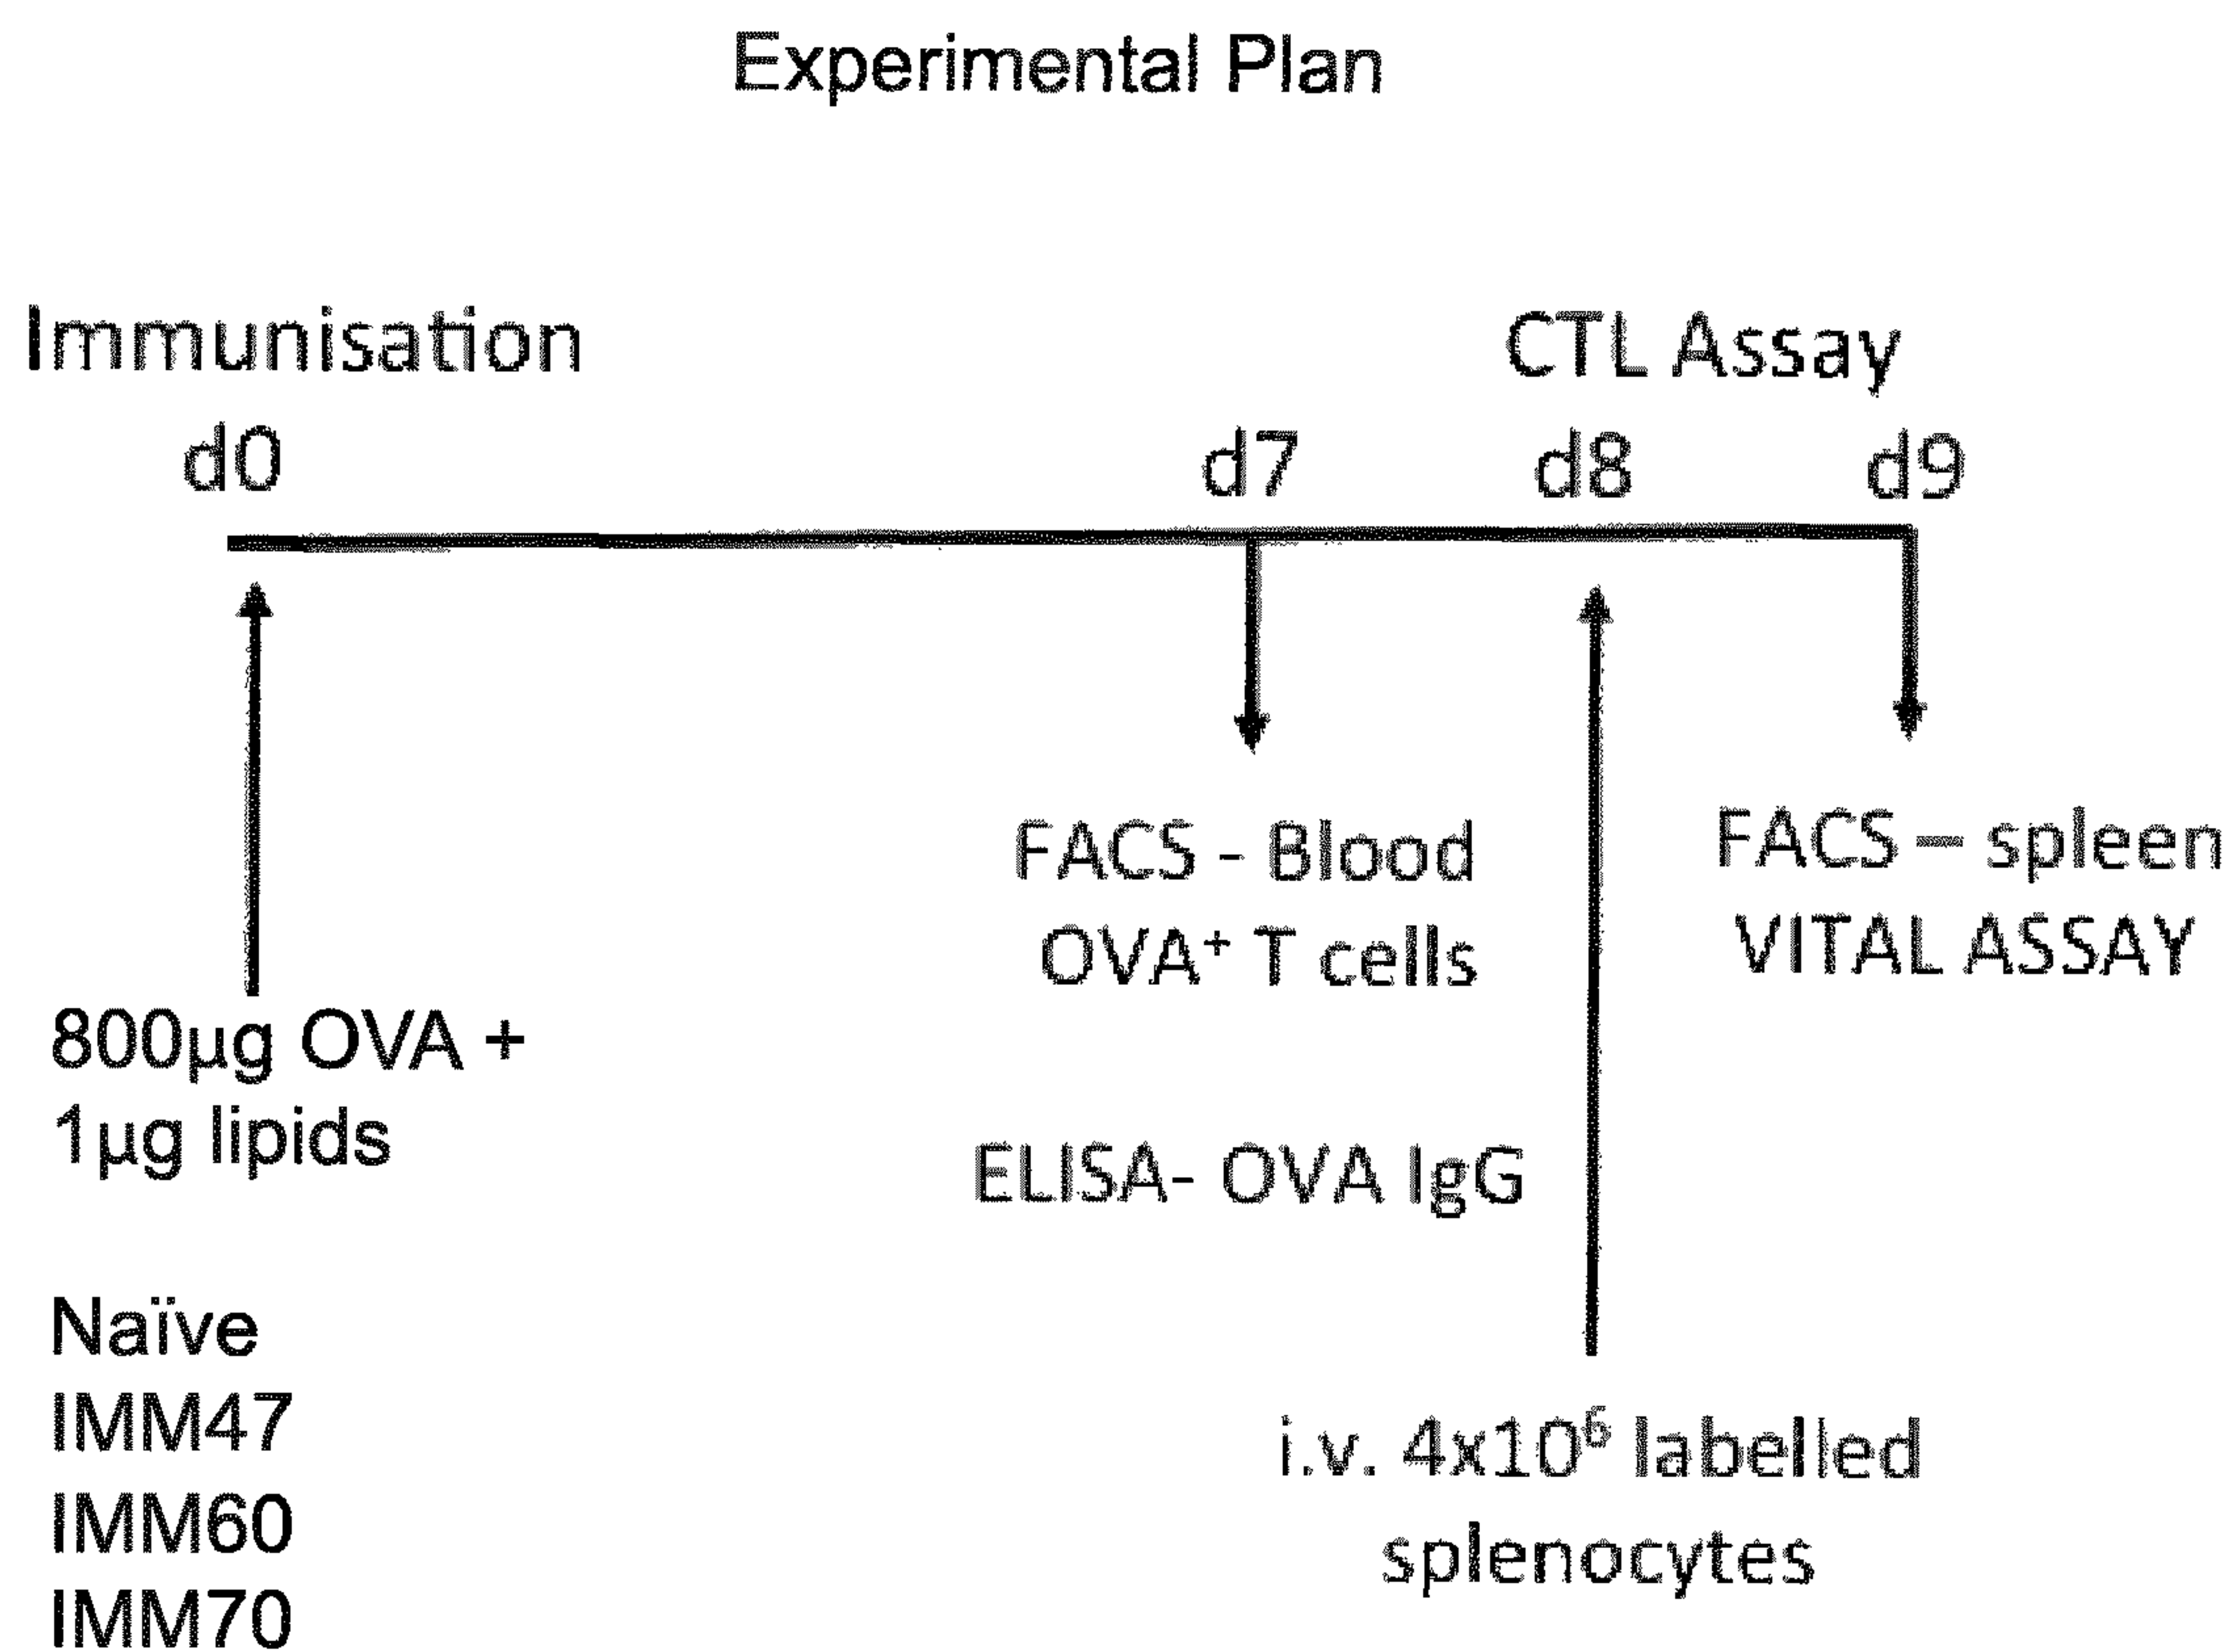 Experimental Plan
Immunisation
CTL Assay
d0
d7
d8
d9
FACS - Blood
OVA⁺ T cells
ELISA- OVA IgG
FACS – spleen
VITAL ASSAY
800µg OVA +
1µg lipids
Naïve
IMM47
IMM60
IMM70
i.v. 4x10⁶ labelled
splenocytes